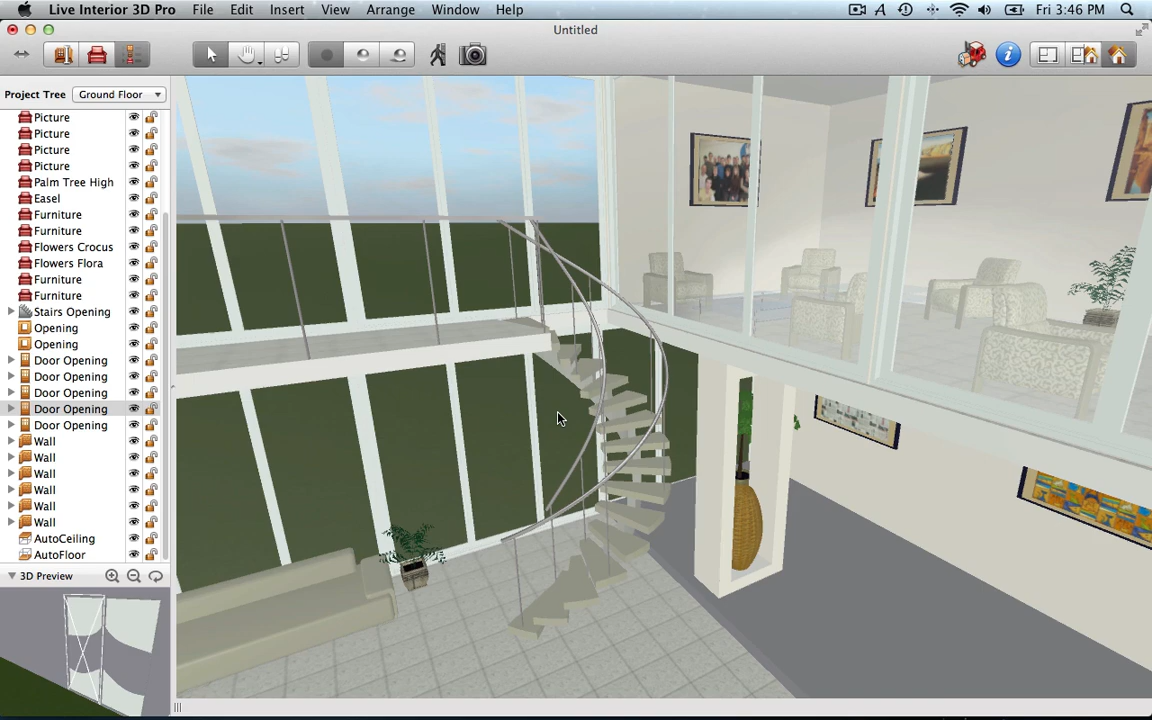 Live Interior 3D Pro File Edit Insert View Arrange Window Help Fri 3:46 PM
Untitled
Project Tree Ground Floor
Picture
Picture
Picture
Picture
Palm Tree High
Easel
Furniture
Furniture
Flowers Crocus
Flowers Flora
Furniture
Furniture
Stairs Opening
Opening
Opening
Door Opening
Door Opening
Door Opening
Door Opening
Door Opening
Wall
Wall
Wall
Wall
Wall
Wall
AutoCeiling
AutoFloor
3D Preview